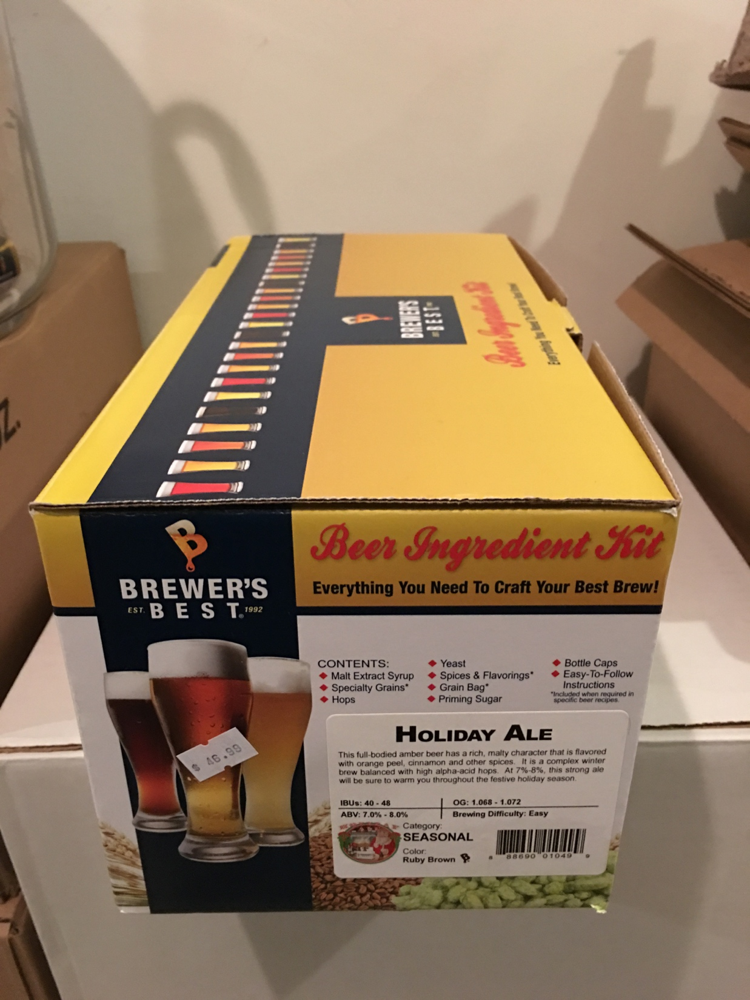 BREWER'S
BEST
Beer Ingredient Kit
Everything You Need To Craft Your Best Brew!
BREWER'S
EST. BEST® 1992
Beer Ingredient Kit
Everything You Need To Craft Your Best Brew!
CONTENTS:
Malt Extract Syrup
Specialty Grains*
Hops
Yeast
Spices & Flavorings*
Grain Bag*
Priming Sugar
Bottle Caps
Easy-To-Follow
Instructions
*Included when required in
specific beer recipes.
$ 46.99
HOLIDAY ALE
This full-bodied amber beer has a rich, malty character that is flavored
with orange peel, cinnamon and other spices. It is a complex winter
brew balanced with high alpha-acid hops. At 7%-8%, this strong ale
will be sure to warm you throughout the festive holiday season.
IBUs: 40 - 48
OG: 1.068 - 1.072
ABV: 7.0% - 8.0%
Brewing Difficulty: Easy
Category:
SEASONAL
Color:
Ruby Brown
8 88690 01049 9
OZ.